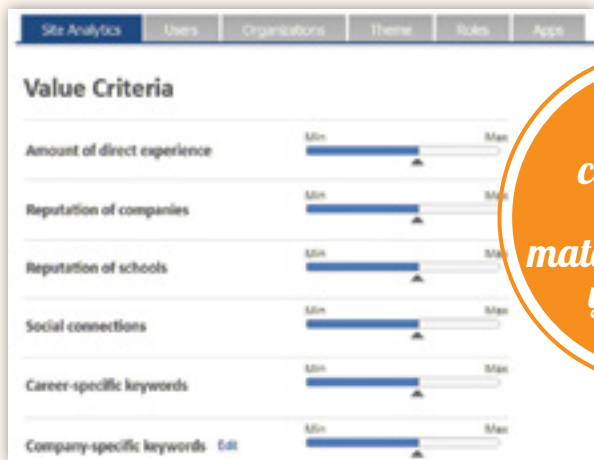 Site Analytics Users Organizations Theme Roles Apps
Value Criteria
Min Max
Amount of direct experience
Min
Reputation of companies
Min
Reputation of schools
Min Max
Social connections
Min Max
Career-specific keywords
Min Max
Company-specific keywords Edit